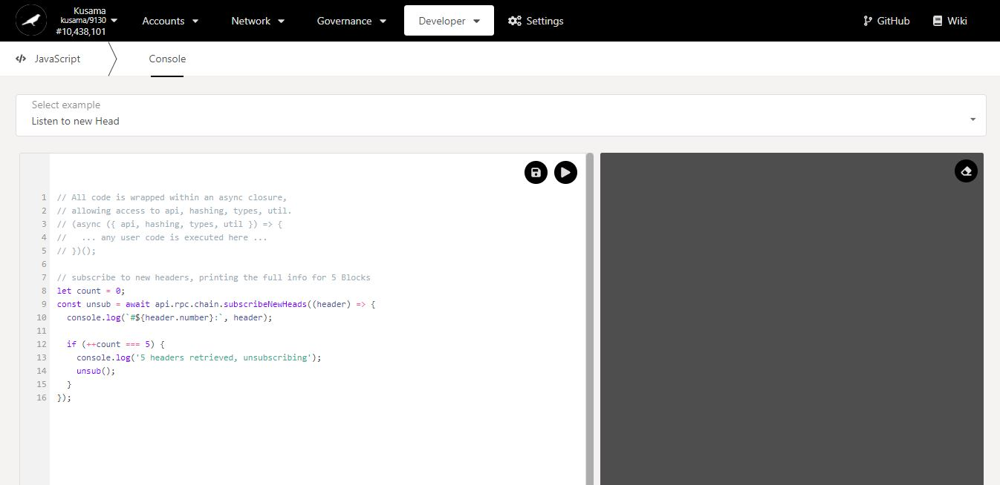 Kusama
kusama/9130
#10,438,101
Accounts
Network
Governance
Developer
Settings
GitHub
Wiki
JavaScript
Console
Select example
Listen to new Head
1 // All code is wrapped within an async closure,
2 // allowing access to api, hashing, types, util.
3 // (async ({ api, hashing, types, util }) => {
4 //   ... any user code is executed here ...
5 // })();
6
7 // subscribe to new headers, printing the full info for 5 Blocks
8 let count = 0;
9 const unsub = await api.rpc.chain.subscribeNewHeads((header) => {
10   console.log(`#${header.number}:`, header);
11
12   if (++count === 5) {
13     console.log('5 headers retrieved, unsubscribing');
14     unsub();
15   }
16 });